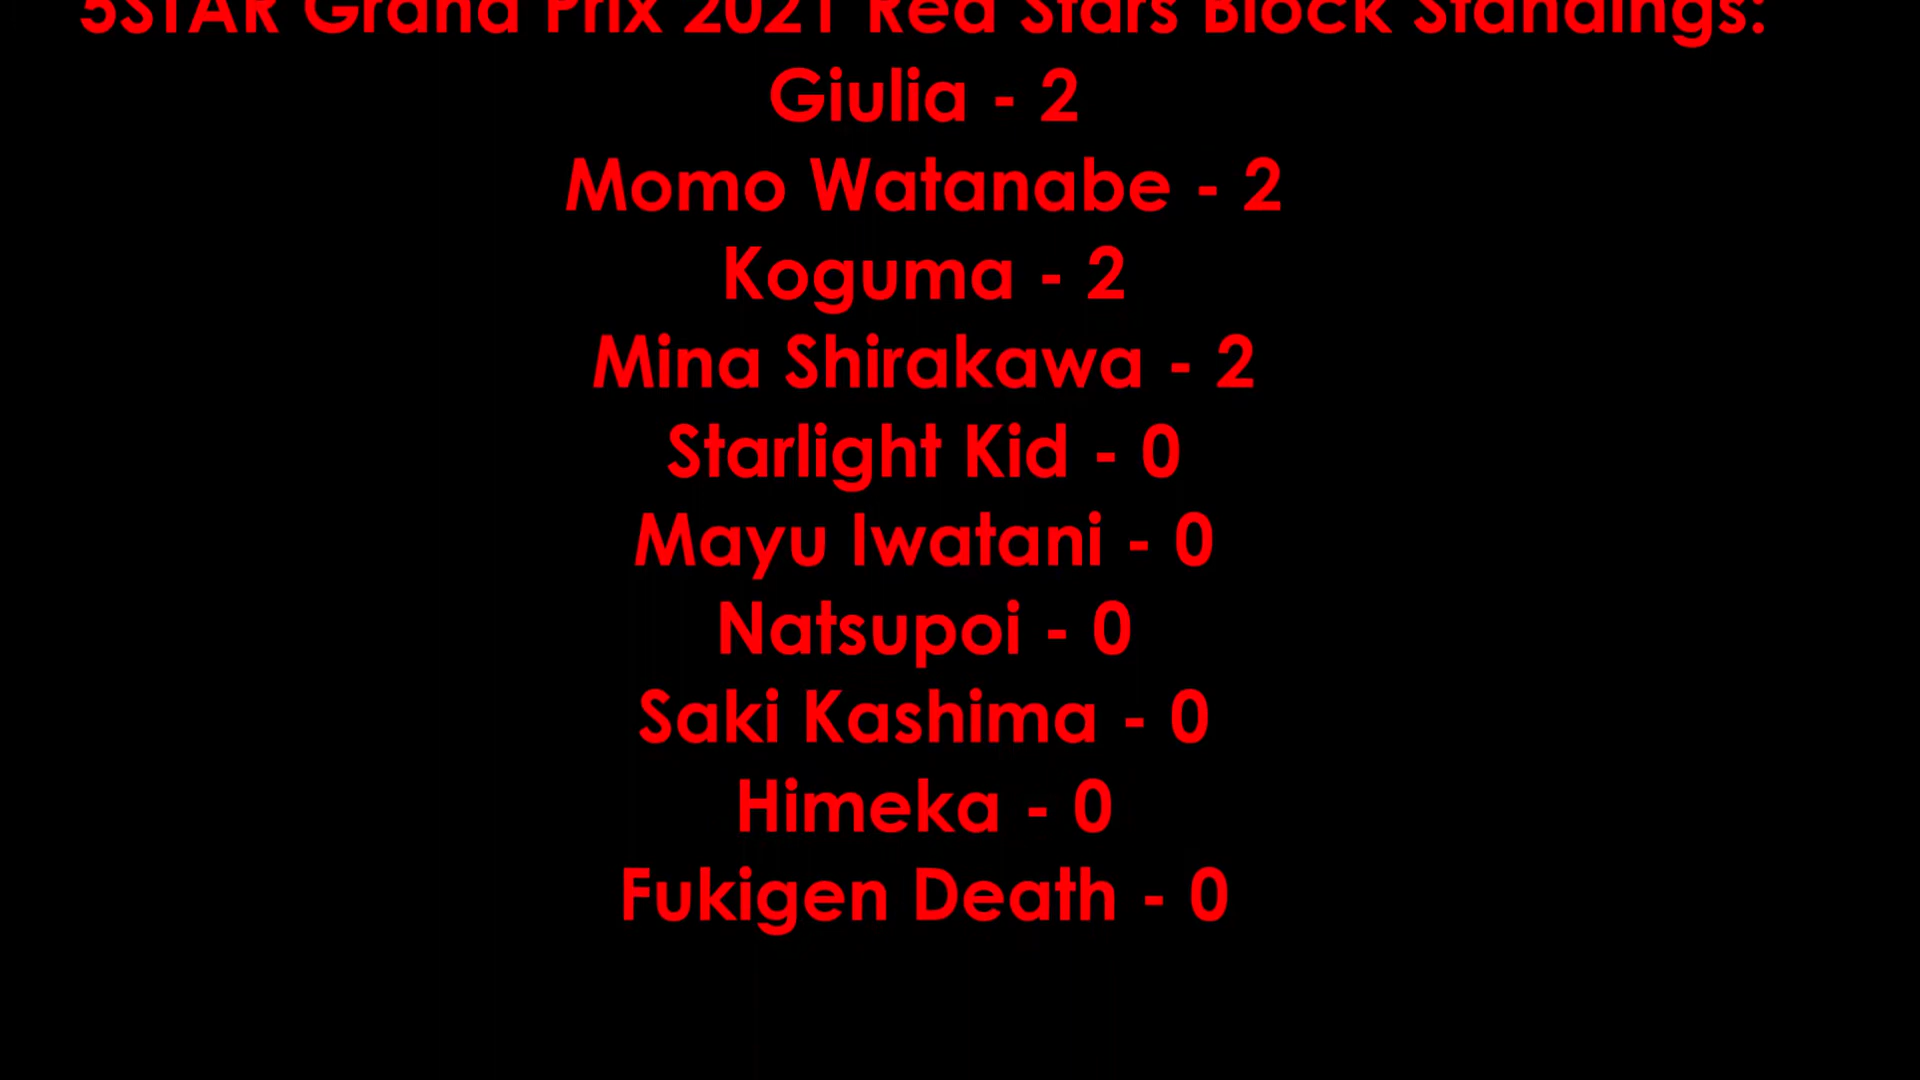 5STAR Grand Prix 2021 Red Stars Block Standings:
Giulia - 2
Momo Watanabe - 2
Koguma - 2
Mina Shirakawa - 2
Starlight Kid - 0
Mayu Iwatani - 0
Natsupoi - 0
Saki Kashima - 0
Himeka - 0
Fukigen Death - 0